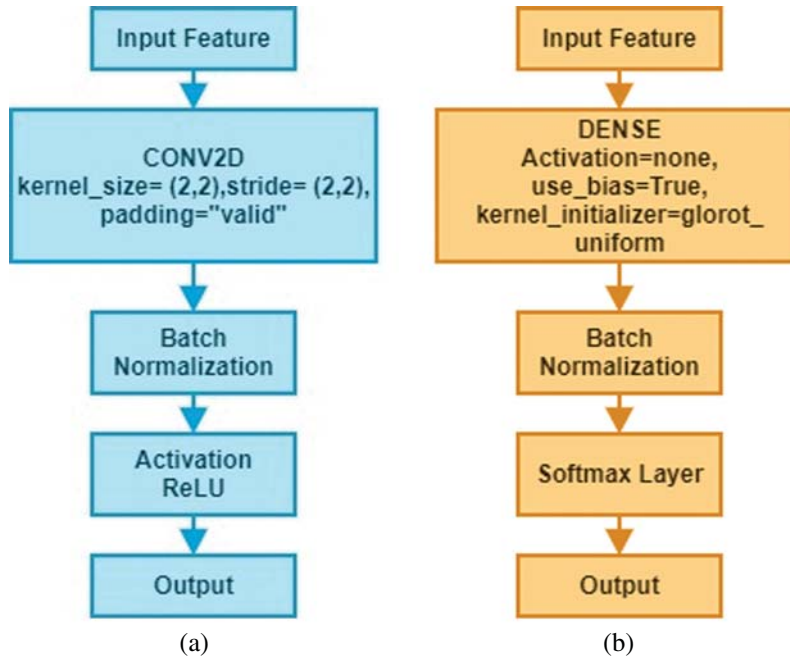 Input Feature
CONV2D
kernel_size= (2,2),stride= (2,2),
padding="valid"
Batch
Normalization
Activation
ReLU
Output
(a)
Input Feature
DENSE
Activation=none,
use_bias=True,
kernel_initializer=glorot_
uniform
Batch
Normalization
Softmax Layer
Output
(b)